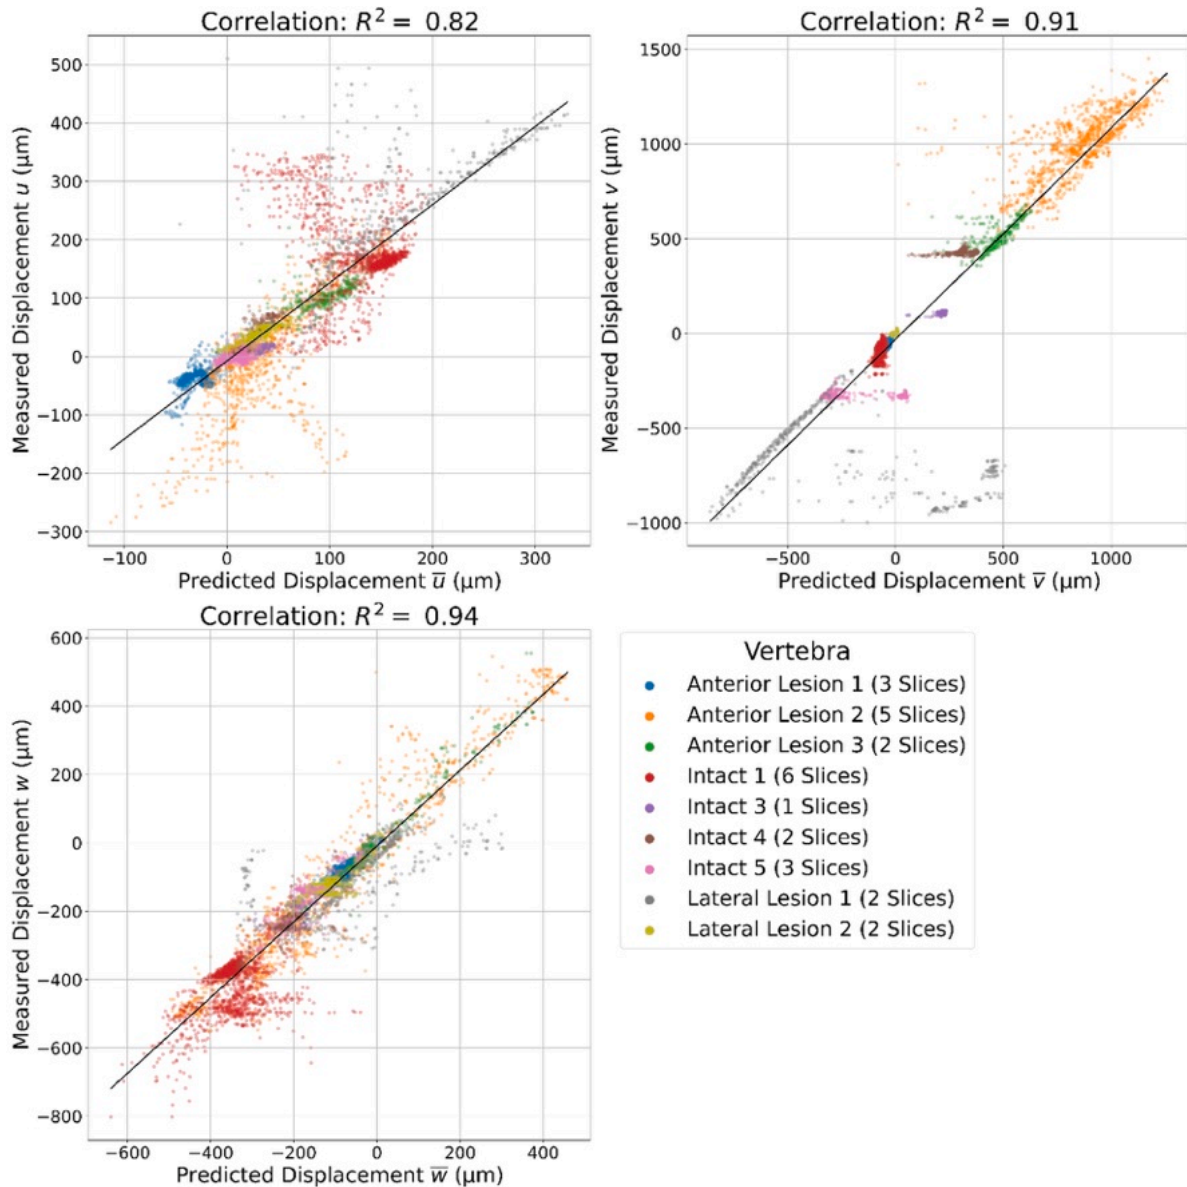 Correlation: R² = 0.82
500
400
300
200
100
0
−100
−200
−300
Measured Displacement u (μm)
−100 0 100 200 300
Predicted Displacement u̅ (μm)
Correlation: R² = 0.91
1500
1000
500
0
−500
−1000
Measured Displacement v (μm)
−500 0 500 1000
Predicted Displacement v̅ (μm)
Correlation: R² = 0.94
600
400
200
0
−200
−400
−600
−800
Measured Displacement w (μm)
−600 −400 −200 0 200 400
Predicted Displacement w̅ (μm)
Vertebra
Anterior Lesion 1 (3 Slices)
Anterior Lesion 2 (5 Slices)
Anterior Lesion 3 (2 Slices)
Intact 1 (6 Slices)
Intact 3 (1 Slices)
Intact 4 (2 Slices)
Intact 5 (3 Slices)
Lateral Lesion 1 (2 Slices)
Lateral Lesion 2 (2 Slices)